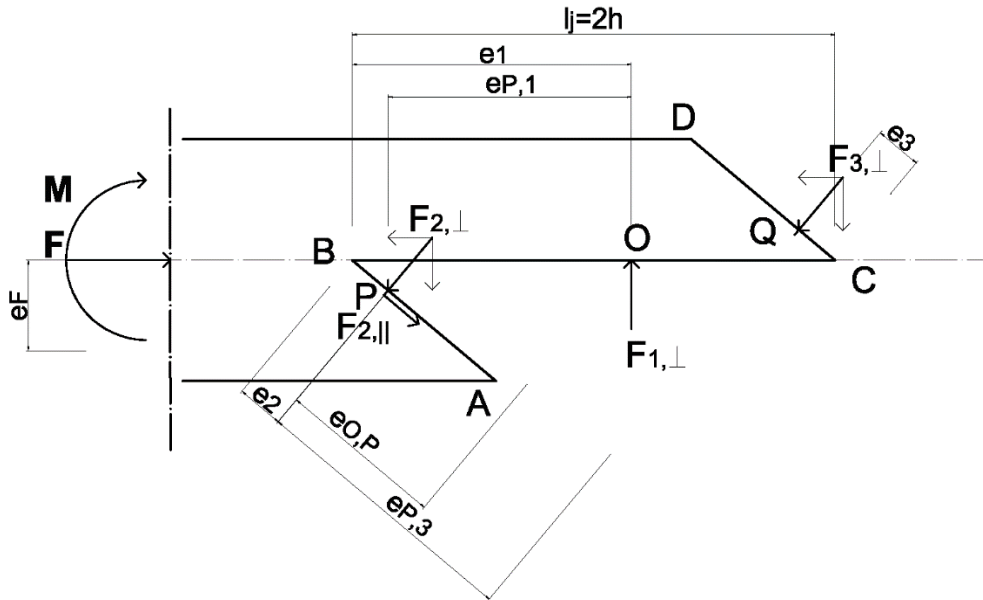 lj=2h
e1
eP,1
D
e3
F3,⊥
M
F2,⊥
Q
F
B
O
C
eF
P
F2,||
F1,⊥
e2
A
eO,P
eP,3